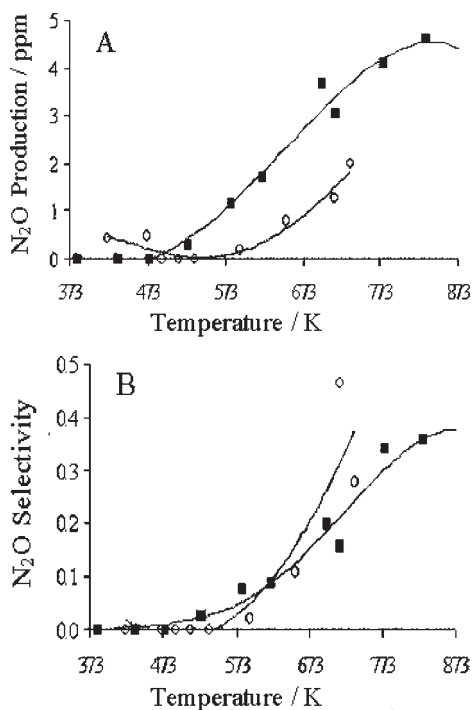 A
N₂O Production / ppm
5
4
3
2
1
0
373 473 573 673 773 873
Temperature / K
B
N₂O Selectivity
0.5
0.4
0.3
0.2
0.1
0.0
373 473 573 673 773 873
Temperature / K